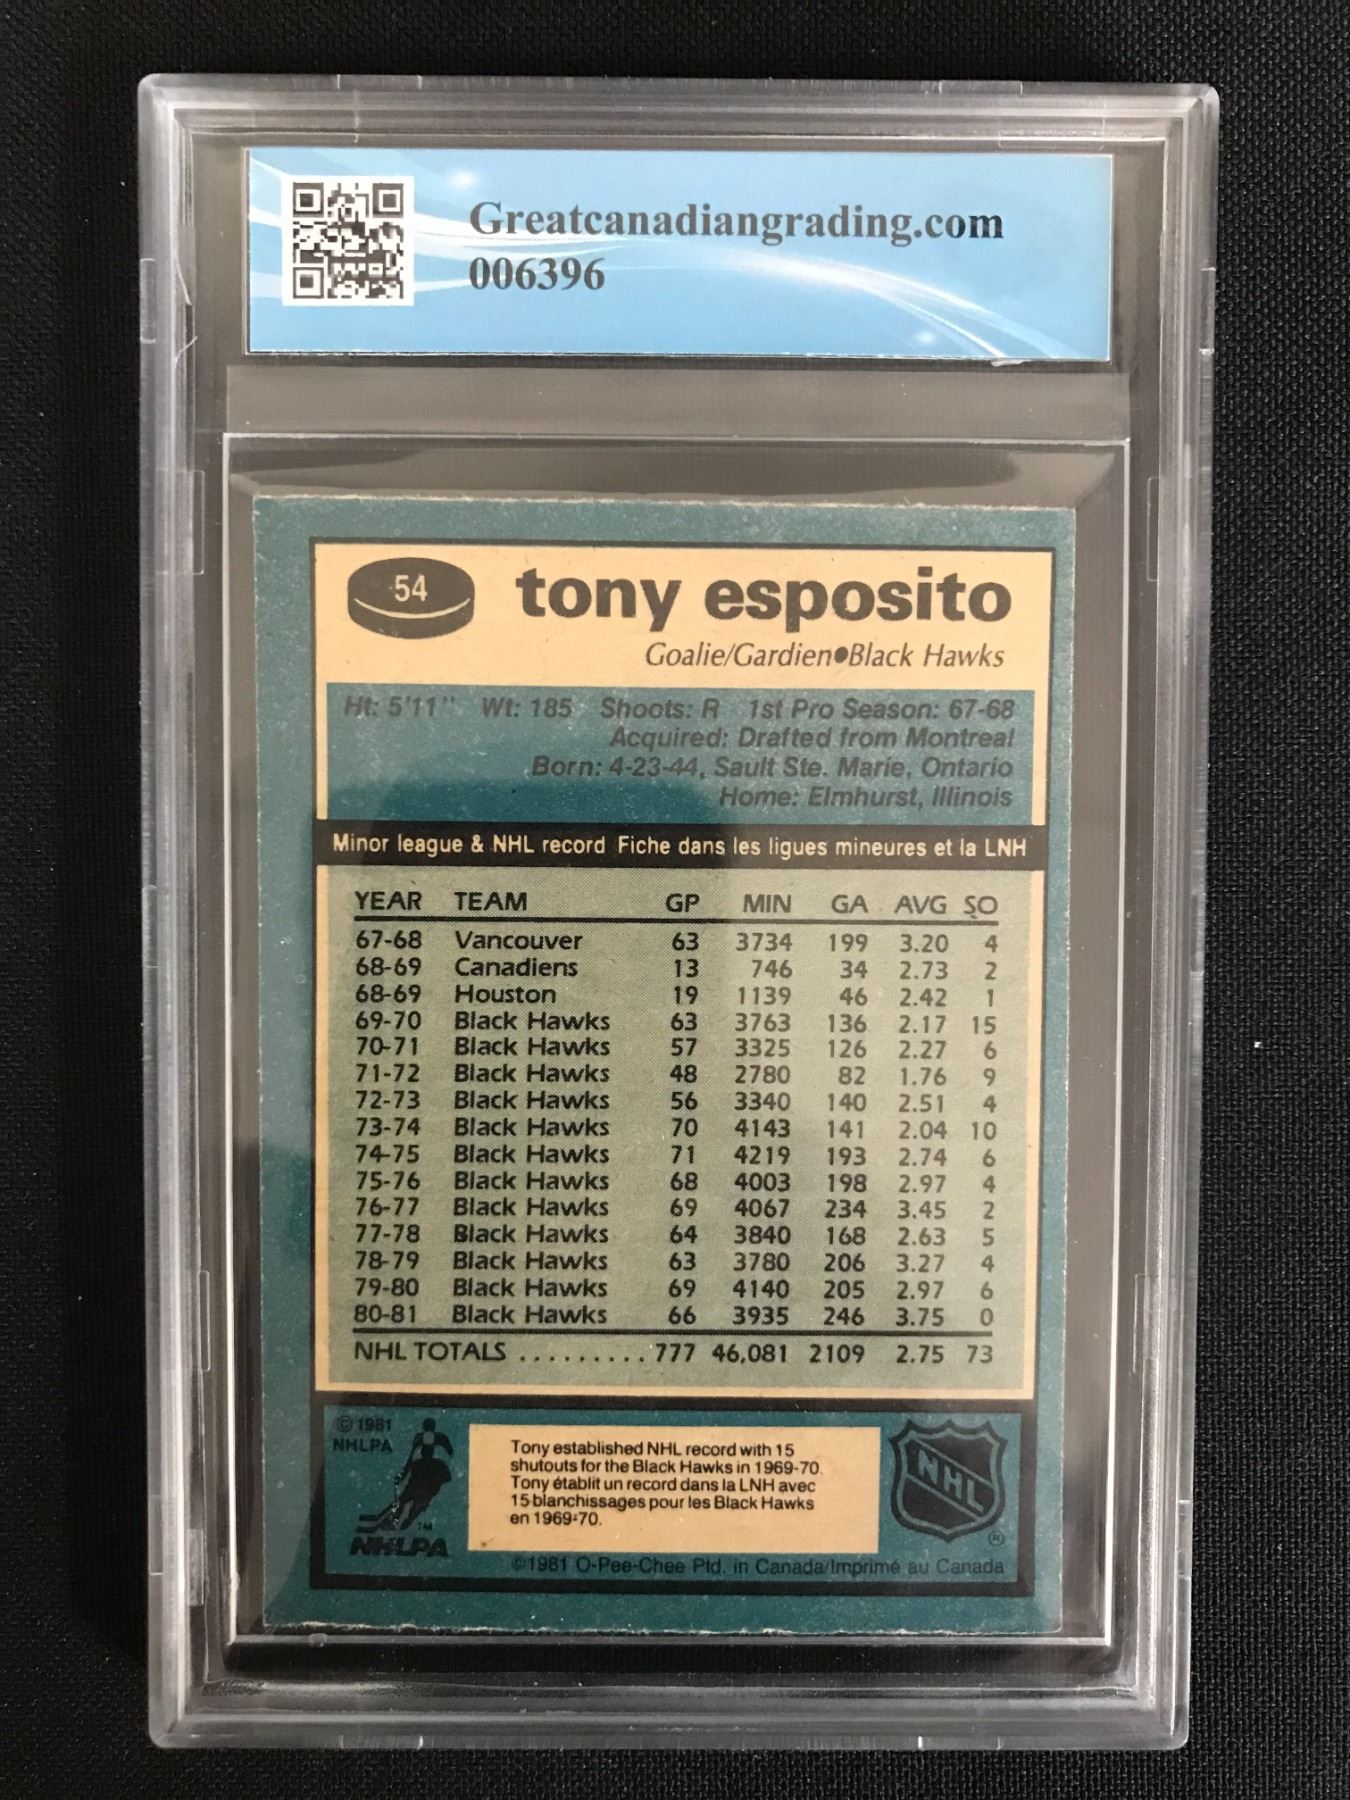 Greatcanadiangrading.com
006396
54
tony esposito
Goalie/Gardien●Black Hawks
Ht: 5'11" Wt: 185 Shoots: R 1st Pro Season: 67-68
Acquired: Drafted from Montreal
Born: 4-23-44, Sault Ste. Marie, Ontario
Home: Elmhurst, Illinois
Minor league & NHL record Fiche dans les ligues mineures et la LNH
YEAR TEAM GP MIN GA AVG SO
67-68 Vancouver 63 3734 199 3.20 4
68-69 Canadiens 13 746 34 2.73 2
68-69 Houston 19 1139 46 2.42 1
69-70 Black Hawks 63 3763 136 2.17 15
70-71 Black Hawks 57 3325 126 2.27 6
71-72 Black Hawks 48 2780 82 1.76 9
72-73 Black Hawks 56 3340 140 2.51 4
73-74 Black Hawks 70 4143 141 2.04 10
74-75 Black Hawks 71 4219 193 2.74 6
75-76 Black Hawks 68 4003 198 2.97 4
76-77 Black Hawks 69 4067 234 3.45 2
77-78 Black Hawks 64 3840 168 2.63 5
78-79 Black Hawks 63 3780 206 3.27 4
79-80 Black Hawks 69 4140 205 2.97 6
80-81 Black Hawks 66 3935 246 3.75 0
NHL TOTALS ......... 777 46,081 2109 2.75 73
© 1981
NHLPA
TM
NHLPA
Tony established NHL record with 15
shutouts for the Black Hawks in 1969-70.
Tony établit un record dans la LNH avec
15 blanchissages pour les Black Hawks
en 1969-70.
NHL
®
©1981 O-Pee-Chee Ptd. in Canada/Imprimé au Canada